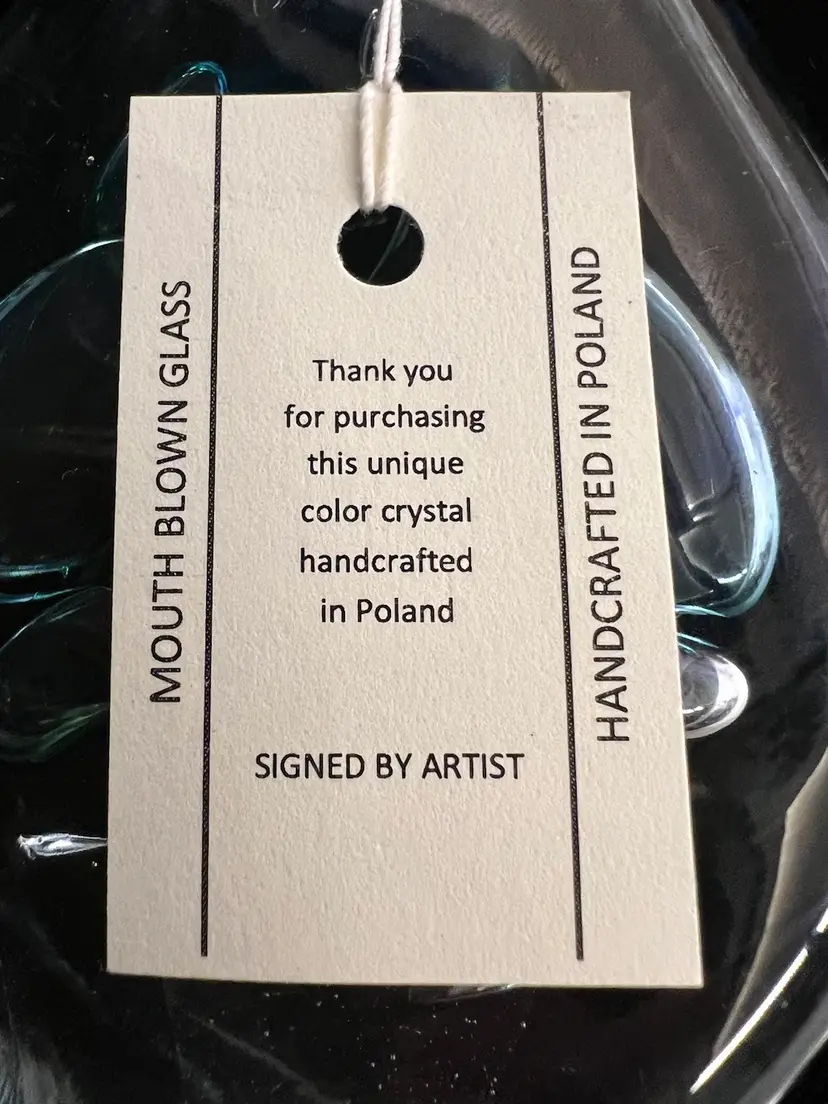 MOUTH BLOWN GLASS
Thank you
for purchasing
this unique
color crystal
handcrafted
in Poland
SIGNED BY ARTIST
HANDCRAFTED IN POLAND